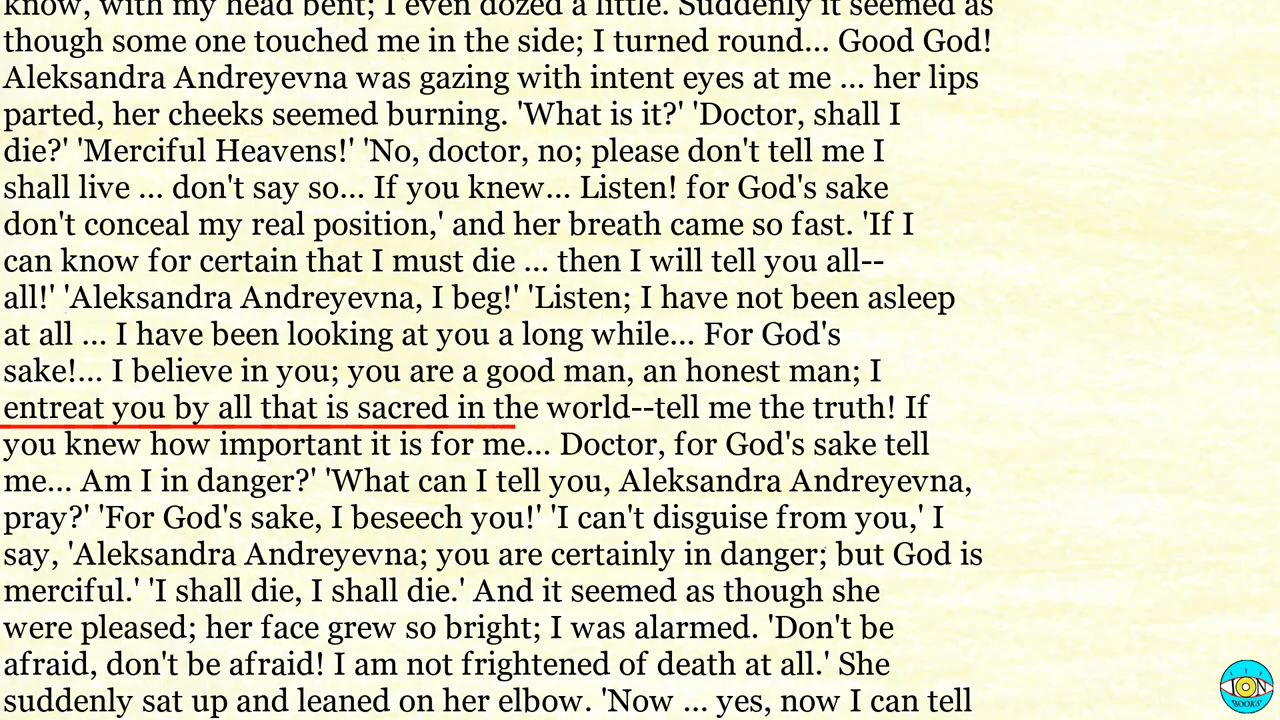 know, with my head bent; I even dozed a little. Suddenly it seemed as
though some one touched me in the side; I turned round... Good God!
Aleksandra Andreyevna was gazing with intent eyes at me ... her lips
parted, her cheeks seemed burning. 'What is it?' 'Doctor, shall I
die?' 'Merciful Heavens!' 'No, doctor, no; please don't tell me I
shall live ... don't say so... If you knew... Listen! for God's sake
don't conceal my real position,' and her breath came so fast. 'If I
can know for certain that I must die ... then I will tell you all--
all!' 'Aleksandra Andreyevna, I beg!' 'Listen; I have not been asleep
at all ... I have been looking at you a long while... For God's
sake!... I believe in you; you are a good man, an honest man; I
entreat you by all that is sacred in the world--tell me the truth! If
you knew how important it is for me... Doctor, for God's sake tell
me... Am I in danger?' 'What can I tell you, Aleksandra Andreyevna,
pray?' 'For God's sake, I beseech you!' 'I can't disguise from you,' I
say, 'Aleksandra Andreyevna; you are certainly in danger; but God is
merciful.' 'I shall die, I shall die.' And it seemed as though she
were pleased; her face grew so bright; I was alarmed. 'Don't be
afraid, don't be afraid! I am not frightened of death at all.' She
suddenly sat up and leaned on her elbow. 'Now ... yes, now I can tell
ION
BOOKS